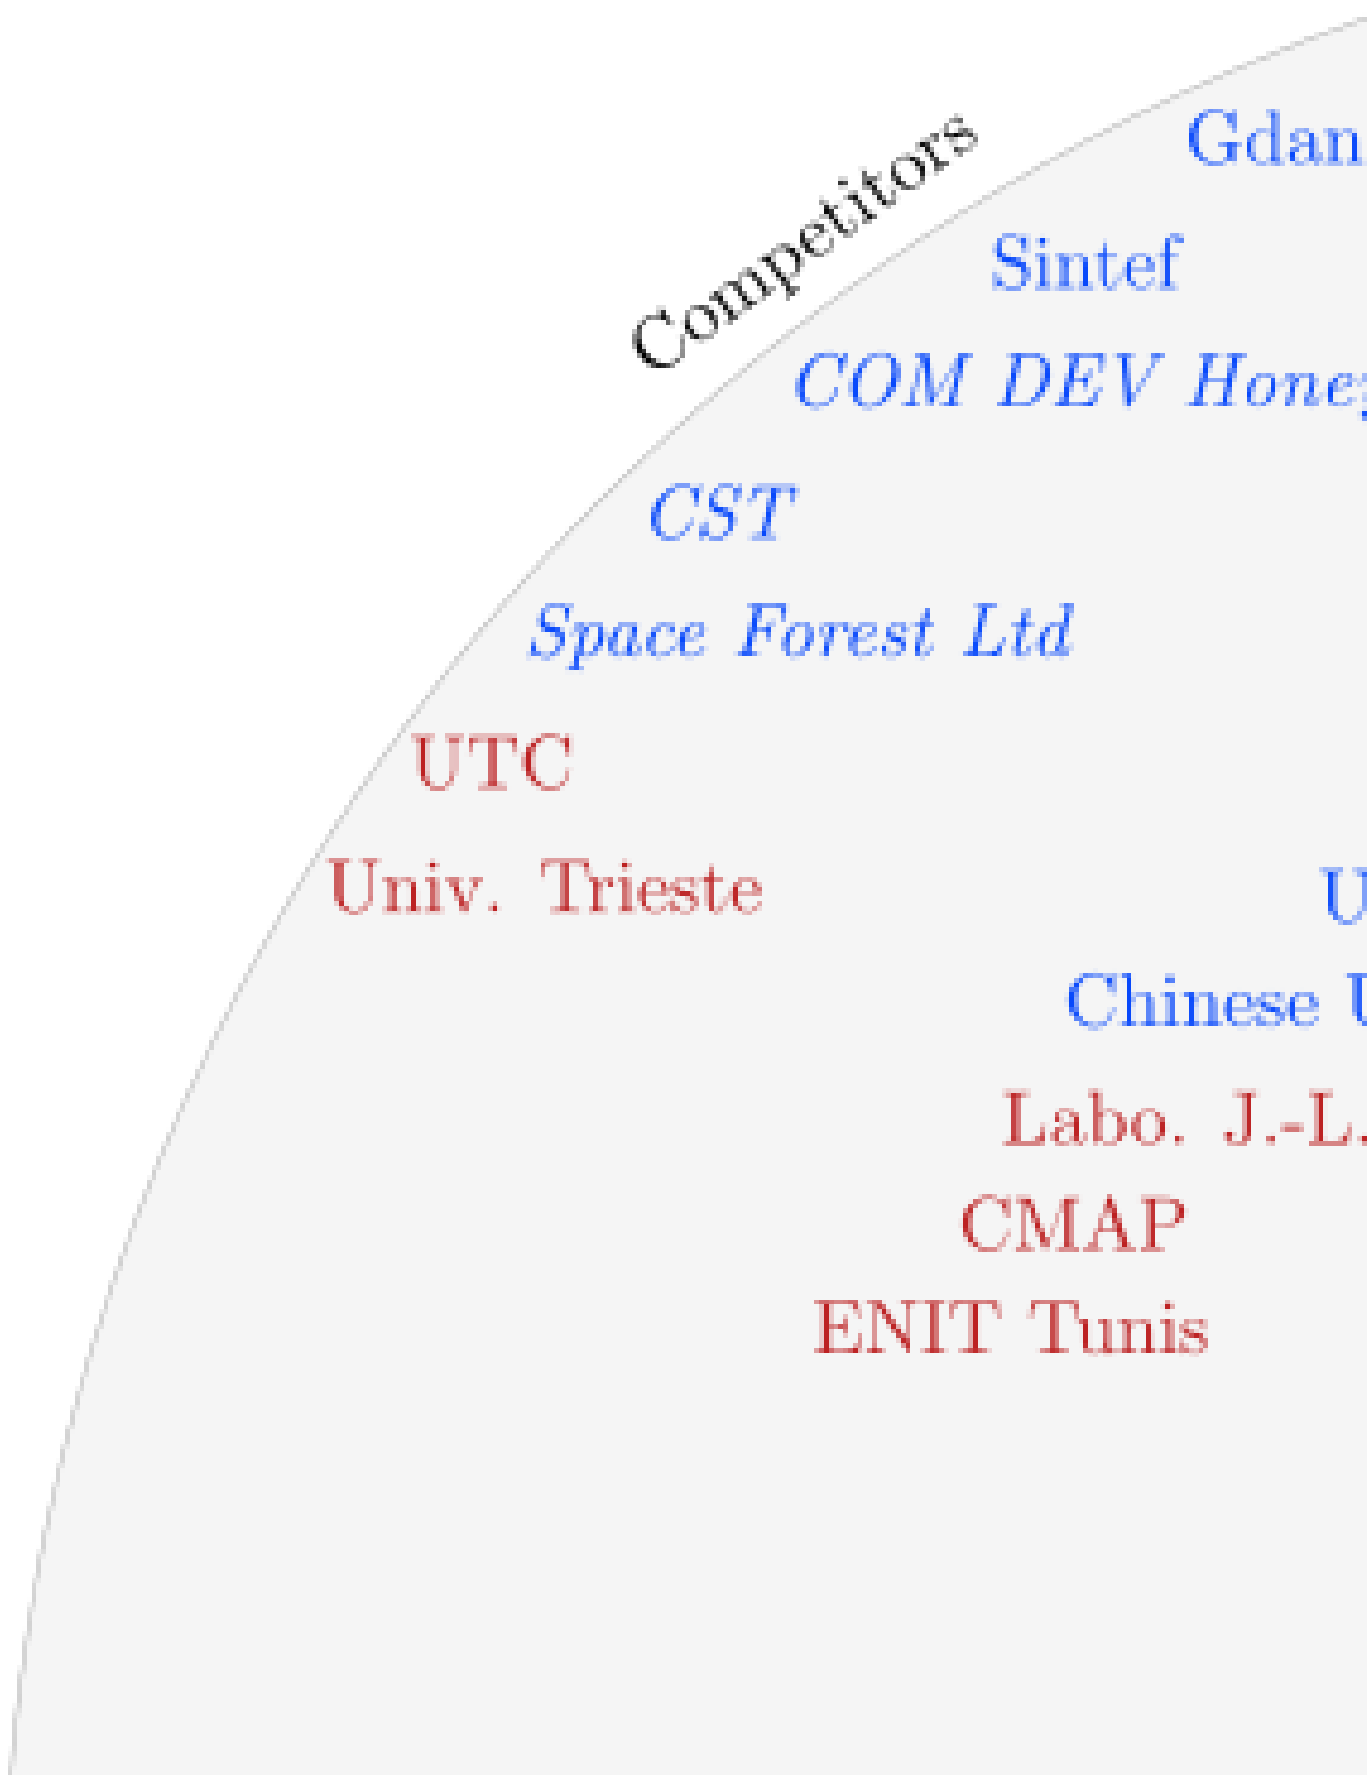 Competitors
Gdan
Sintef
COM DEV Hone
CST
Space Forest Ltd
UTC
Univ. Trieste
U
Chinese U
Labo. J.-L.
CMAP
ENIT Tunis